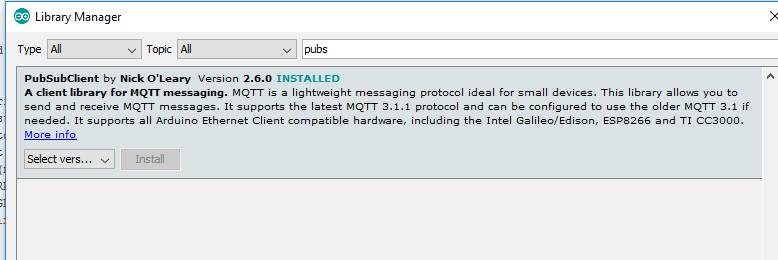 Library Manager
Type All Topic All pubs
PubSubClient by Nick O'Leary Version 2.6.0 INSTALLED
A client library for MQTT messaging. MQTT is a lightweight messaging protocol ideal for small devices. This library allows you to
send and receive MQTT messages. It supports the latest MQTT 3.1.1 protocol and can be configured to use the older MQTT 3.1 if
needed. It supports all Arduino Ethernet Client compatible hardware, including the Intel Galileo/Edison, ESP8266 and TI CC3000.
More info
Select vers... Install